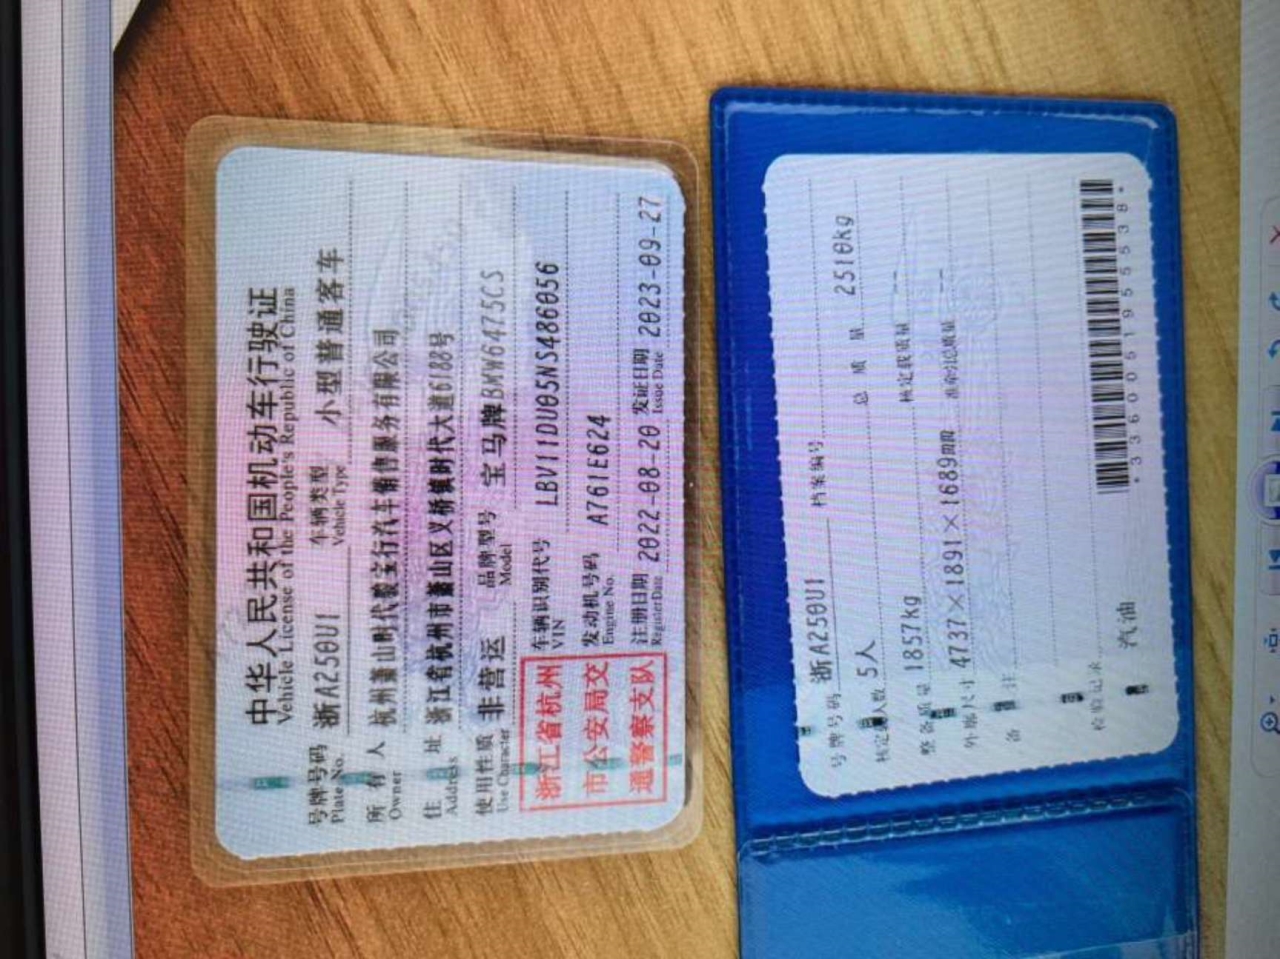 中华人民共和国机动车行驶证
Vehicle License of the People's Republic of China
号牌号码 浙A250U1 车辆类型 小型普通客车
Plate No. Vehicle Type
所有人 杭州萧山时代骏宝行汽车销售服务有限公司
Owner
住址 浙江省杭州市萧山区义桥镇时代大道6188号
Address
使用性质 非营运 品牌型号 宝马牌BMW6475CS
Use Character Model
浙江省杭州
市公安局交
通警察支队
车辆识别代号 LBV11DU05NS486056
VIN
发动机号码 A761E624
Engine No.
注册日期 2022-08-20 发证日期 2023-09-27
Register Date Issue Date
号牌号码 浙A250U1 档案编号
核定载人数 5人 总质量 2510kg
整备质量 1857kg 核定载质量 --
外廓尺寸 4737×1891×1689mm 准牵引总质量 --
备注
检验记录
汽油
*3360051955538*